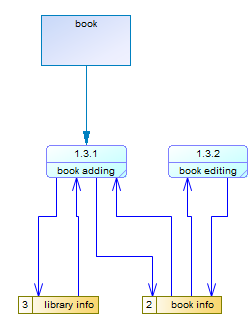 book
1.3.1
book adding
1.3.2
book editing
3 library info
2 book info